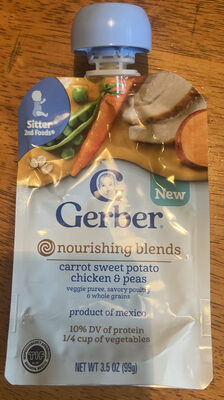 Sitter
2nd Foods®
New
Gerber®
nourishing blends
carrot sweet potato
chicken & peas
veggie puree, savory poultry
& whole grains
product of mexico
10% DV of protein
1/4 cup of vegetables
NET WT 3.5 OZ (99g)